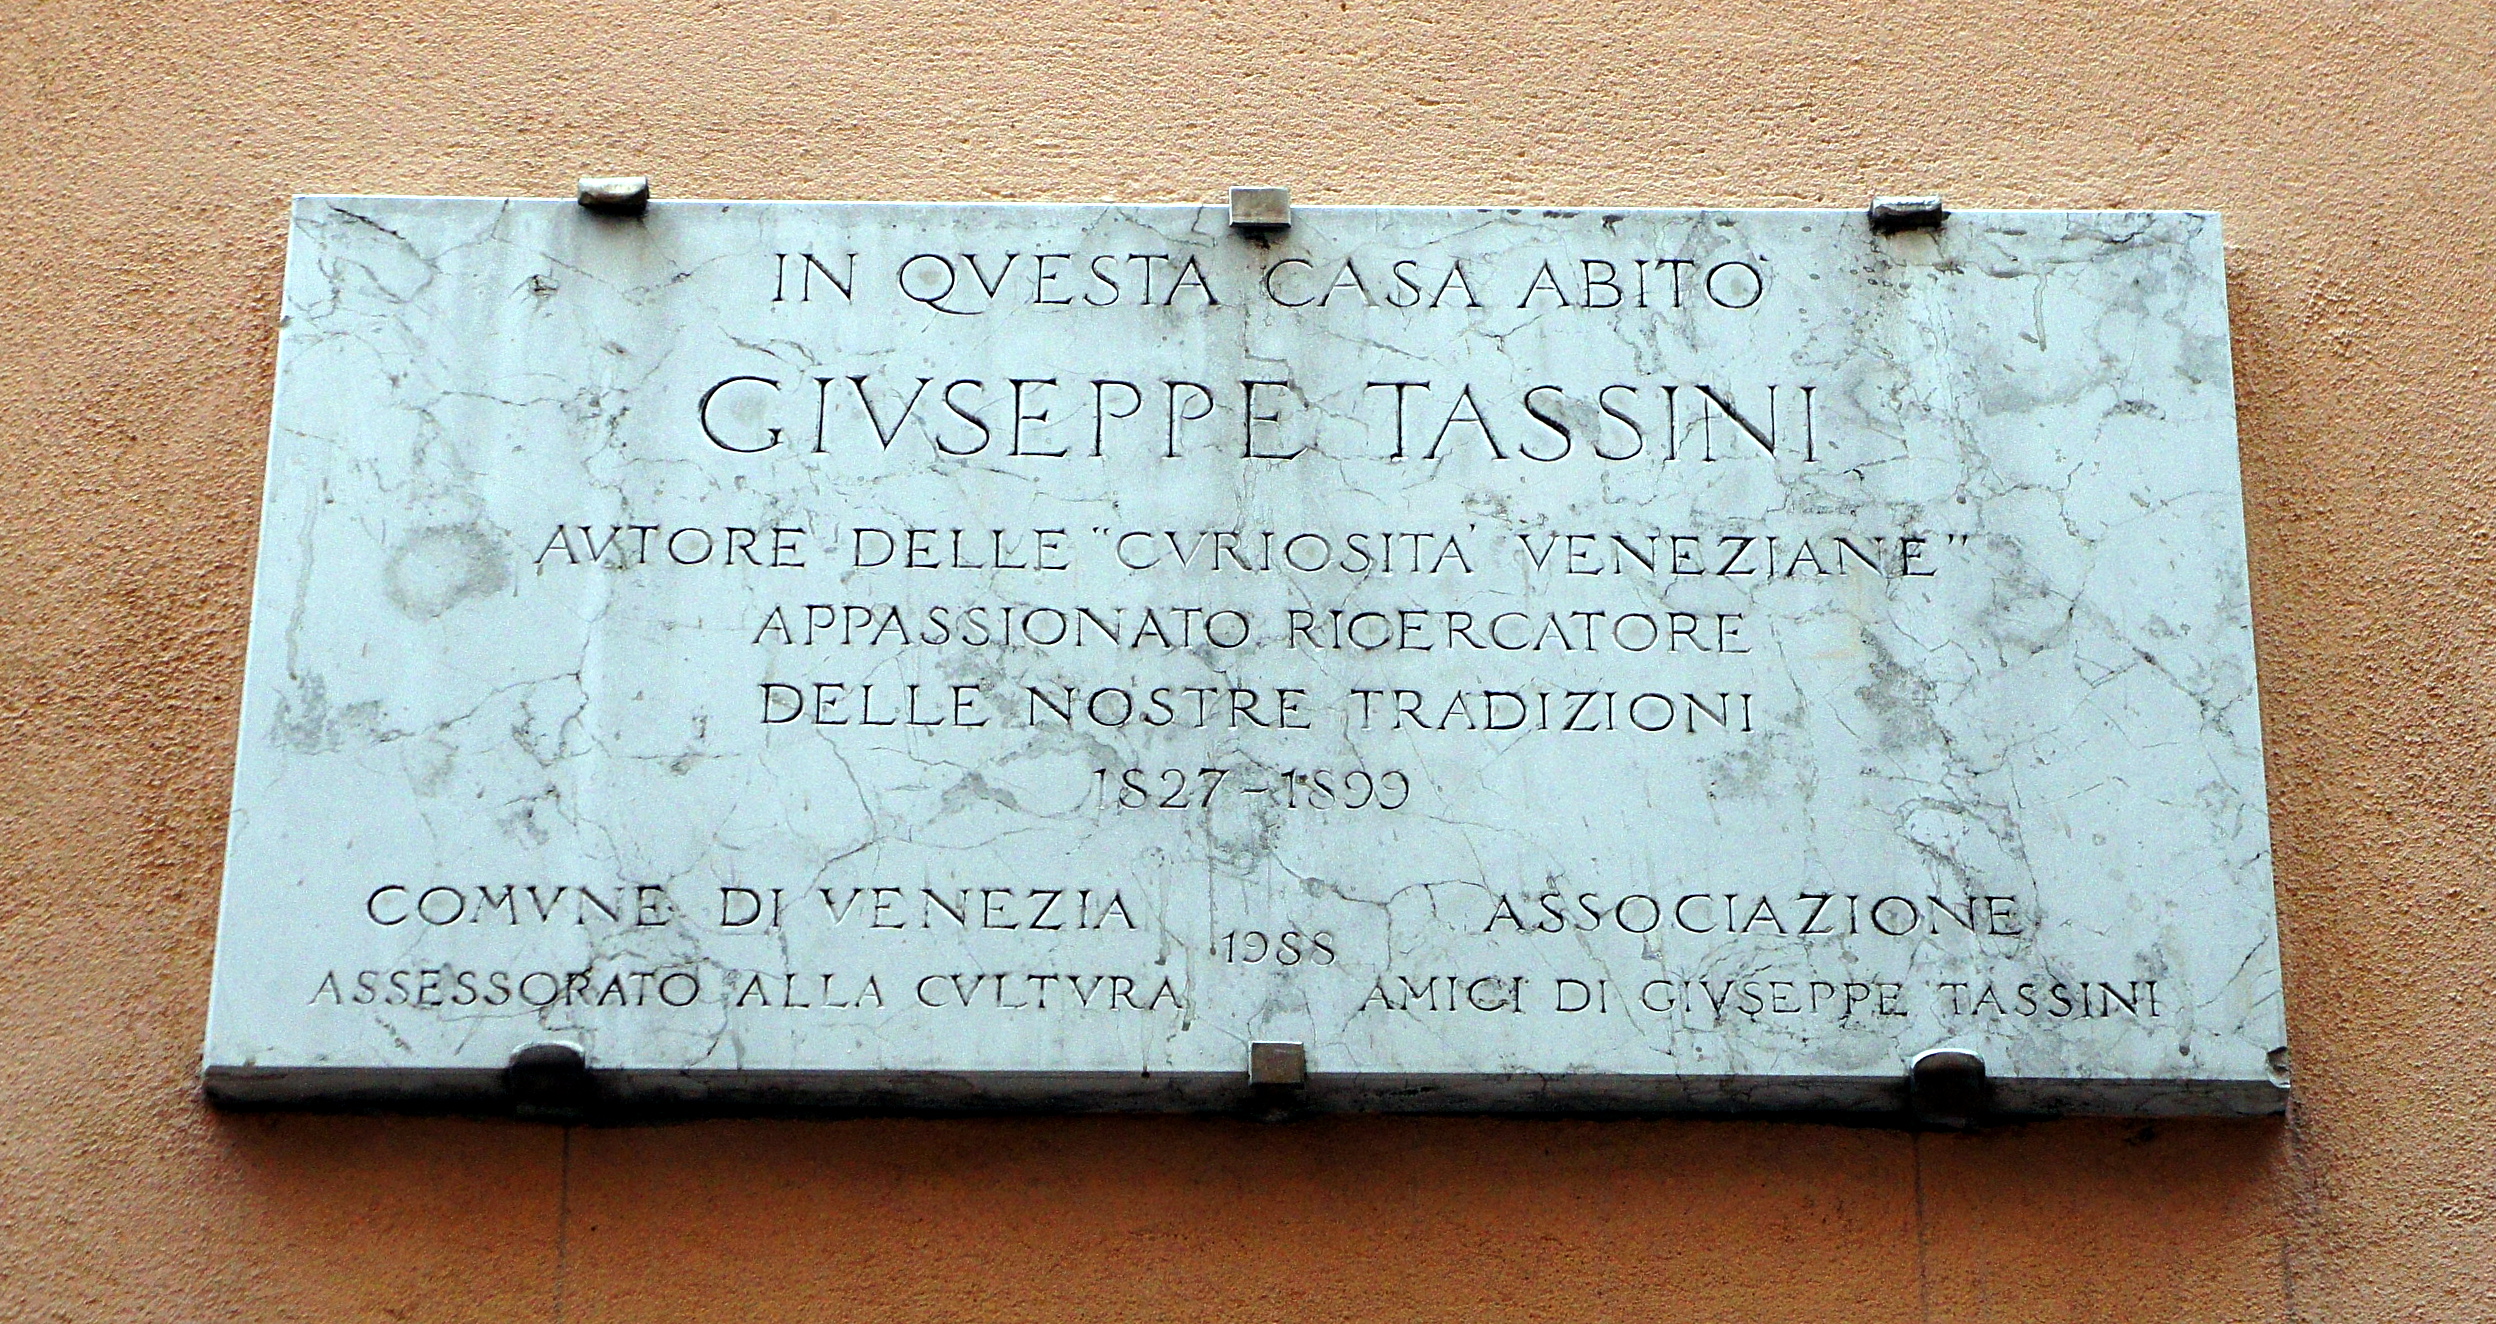 IN QVESTA CASA ABITÒ
GIVSEPPE TASSINI
AVTORE DELLE "CVRIOSITA' VENEZIANE"
APPASSIONATO RICERCATORE
DELLE NOSTRE TRADIZIONI
1827-1899
COMVNE DI VENEZIA
ASSESSORATO ALLA CVLTVRA
1988
ASSOCIAZIONE
AMICI DI GIVSEPPE TASSINI